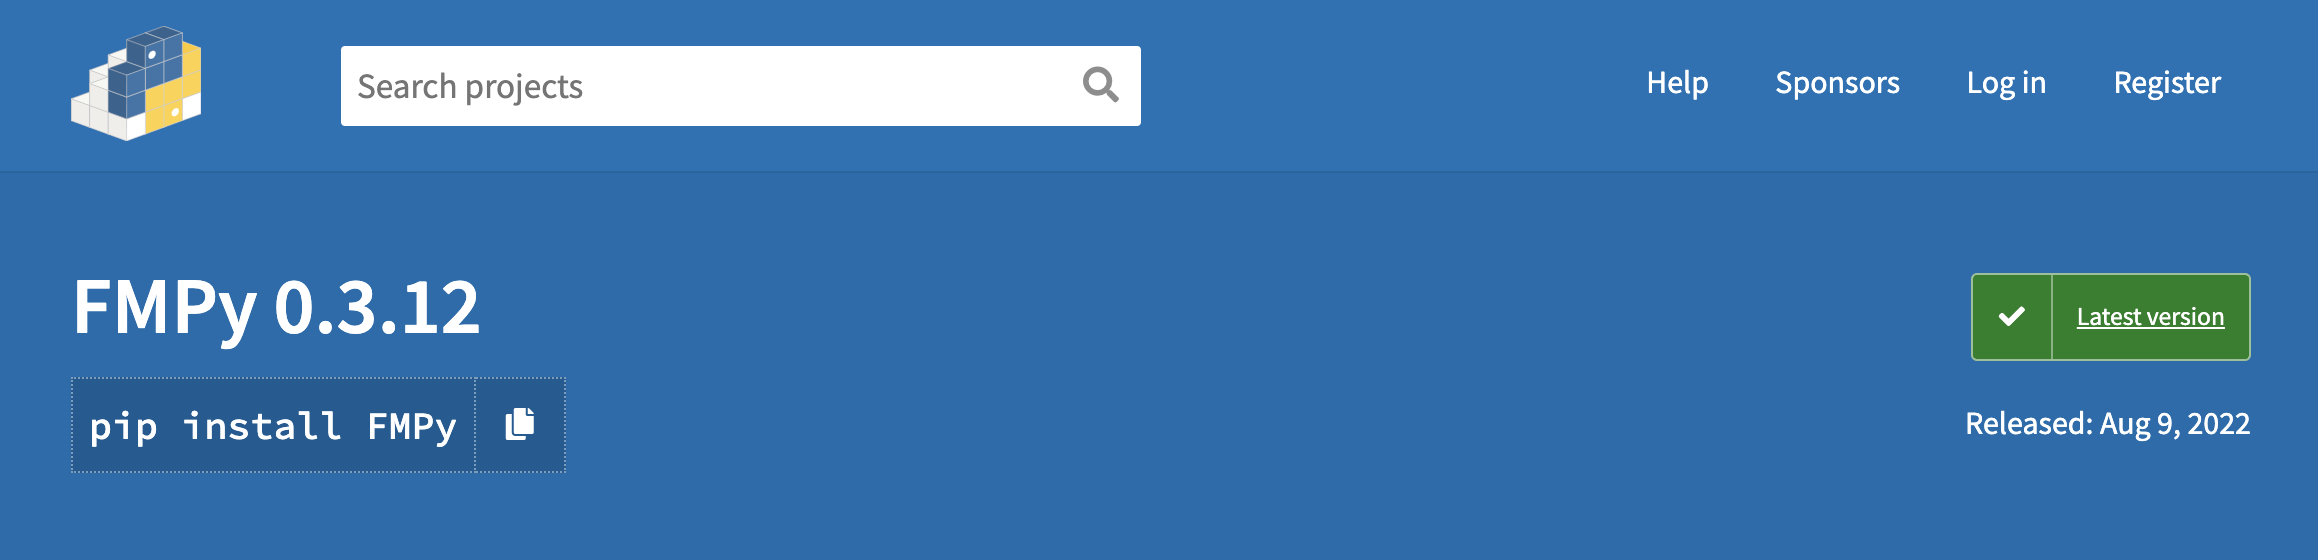 Search projects
Help
Sponsors
Log in
Register
FMPy 0.3.12
Latest version
pip install FMPy
Released: Aug 9, 2022